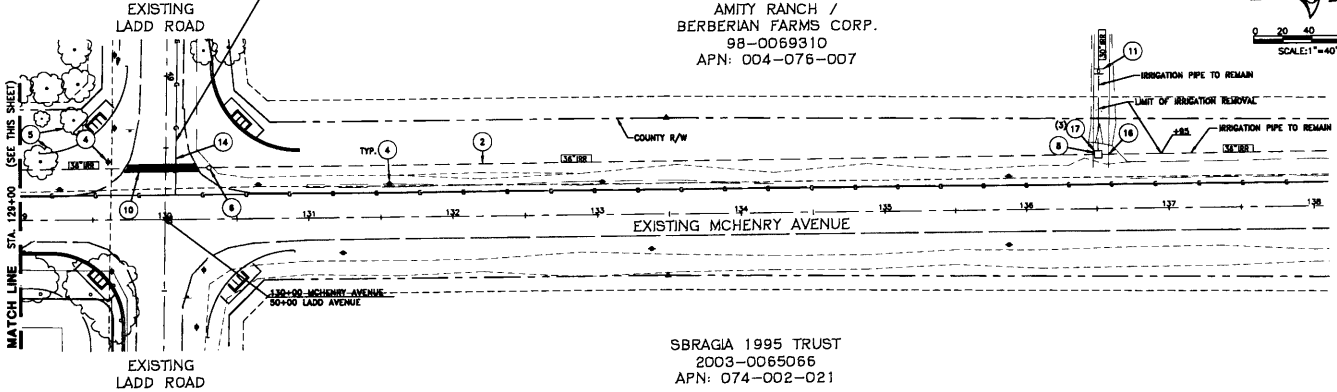 EXISTING
LADD ROAD
AMITY RANCH /
BERBERIAN FARMS CORP.
98-0069310
APN: 004-076-007
0 20 40
SCALE:1"=40'
30"IRR
11
IRRIGATION PIPE TO REMAIN
LIMIT OF IRRIGATION REMOVAL
+95
IRRIGATION PIPE TO REMAIN
36"IRR
(3)
17
8
16
COUNTY R/W
MATCH LINE STA. 129+00 (SEE THIS SHEET)
5
4
36"IRR
14
TYP.
4
2
36"IRR
10
6
9
130
131
132
133
134
135
136
137
138
EXISTING MCHENRY AVENUE
130+00 MCHENRY AVENUE
50+00 LADD AVENUE
EXISTING
LADD ROAD
SBRAGIA 1995 TRUST
2003-0065066
APN: 074-002-021